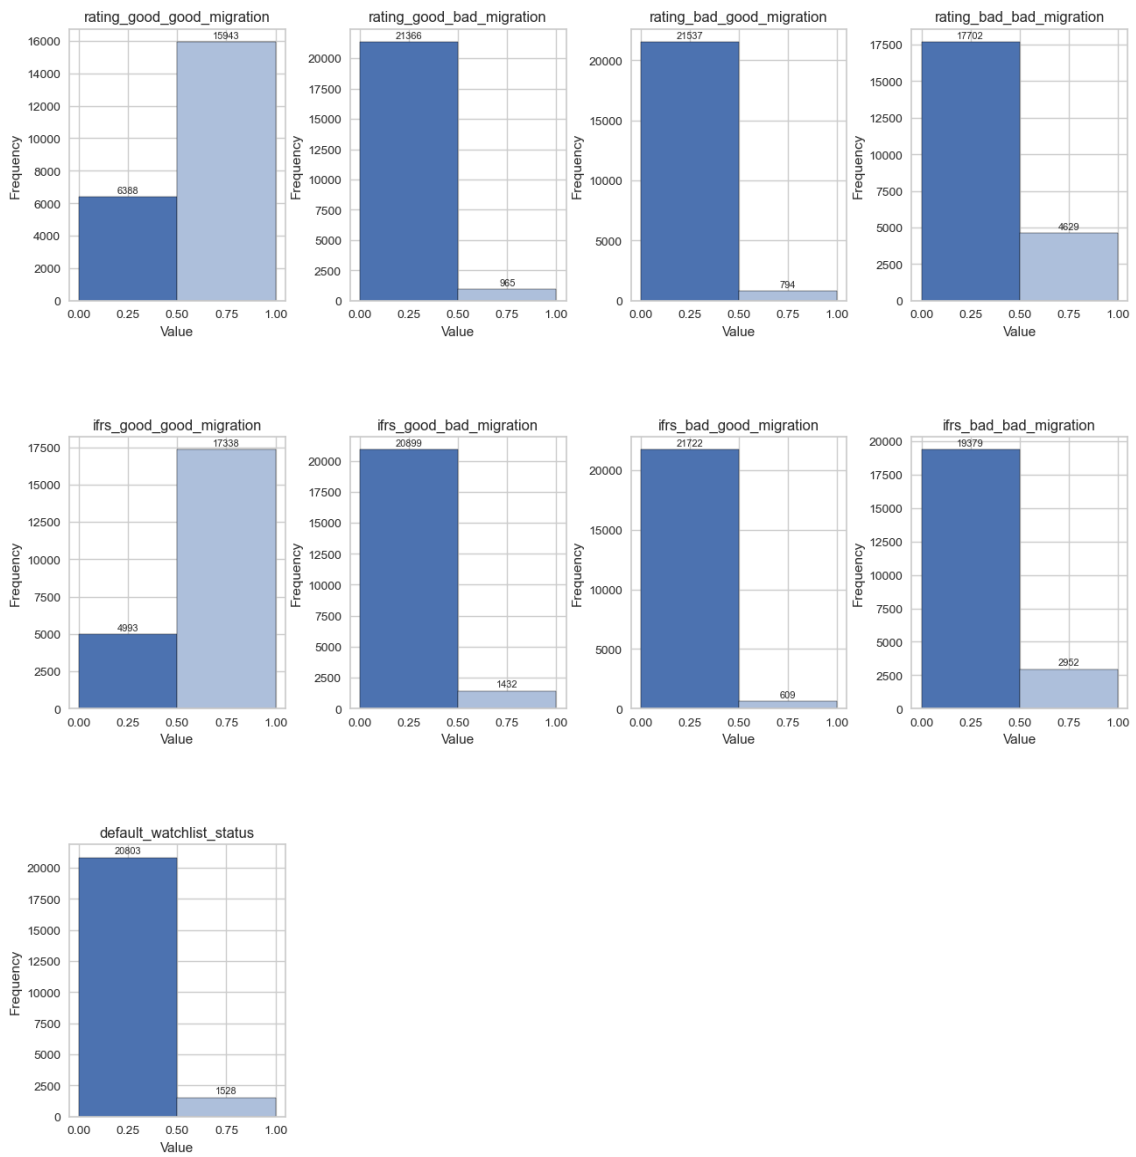 rating_good_good_migration
15943
6388
16000
14000
12000
10000
8000
6000
4000
2000
0
Frequency
0.00 0.25 0.50 0.75 1.00
Value
rating_good_bad_migration
21366
965
20000
17500
15000
12500
10000
7500
5000
2500
0
Frequency
0.00 0.25 0.50 0.75 1.00
Value
rating_bad_good_migration
21537
794
20000
15000
10000
5000
0
Frequency
0.00 0.25 0.50 0.75 1.00
Value
rating_bad_bad_migration
17702
4629
17500
15000
12500
10000
7500
5000
2500
0
Frequency
0.00 0.25 0.50 0.75 1.00
Value
ifrs_good_good_migration
17338
4993
17500
15000
12500
10000
7500
5000
2500
0
Frequency
0.00 0.25 0.50 0.75 1.00
Value
ifrs_good_bad_migration
20899
1432
20000
17500
15000
12500
10000
7500
5000
2500
0
Frequency
0.00 0.25 0.50 0.75 1.00
Value
ifrs_bad_good_migration
21722
609
20000
15000
10000
5000
0
Frequency
0.00 0.25 0.50 0.75 1.00
Value
ifrs_bad_bad_migration
19379
2952
20000
17500
15000
12500
10000
7500
5000
2500
0
Frequency
0.00 0.25 0.50 0.75 1.00
Value
default_watchlist_status
20803
1528
20000
17500
15000
12500
10000
7500
5000
2500
0
Frequency
0.00 0.25 0.50 0.75 1.00
Value